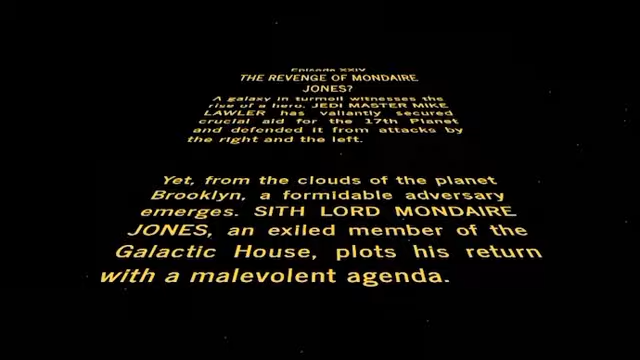 Episode XXIV
THE REVENGE OF MONDAIRE
JONES?
A galaxy in turmoil witnesses the
rise of a hero. JEDI MASTER MIKE
LAWLER has valiantly secured
crucial aid for the 17th Planet
and defended it from attacks by
the right and the left.
Yet, from the clouds of the planet
Brooklyn, a formidable adversary
emerges. SITH LORD MONDAIRE
JONES, an exiled member of the
Galactic House, plots his return
with a malevolent agenda.